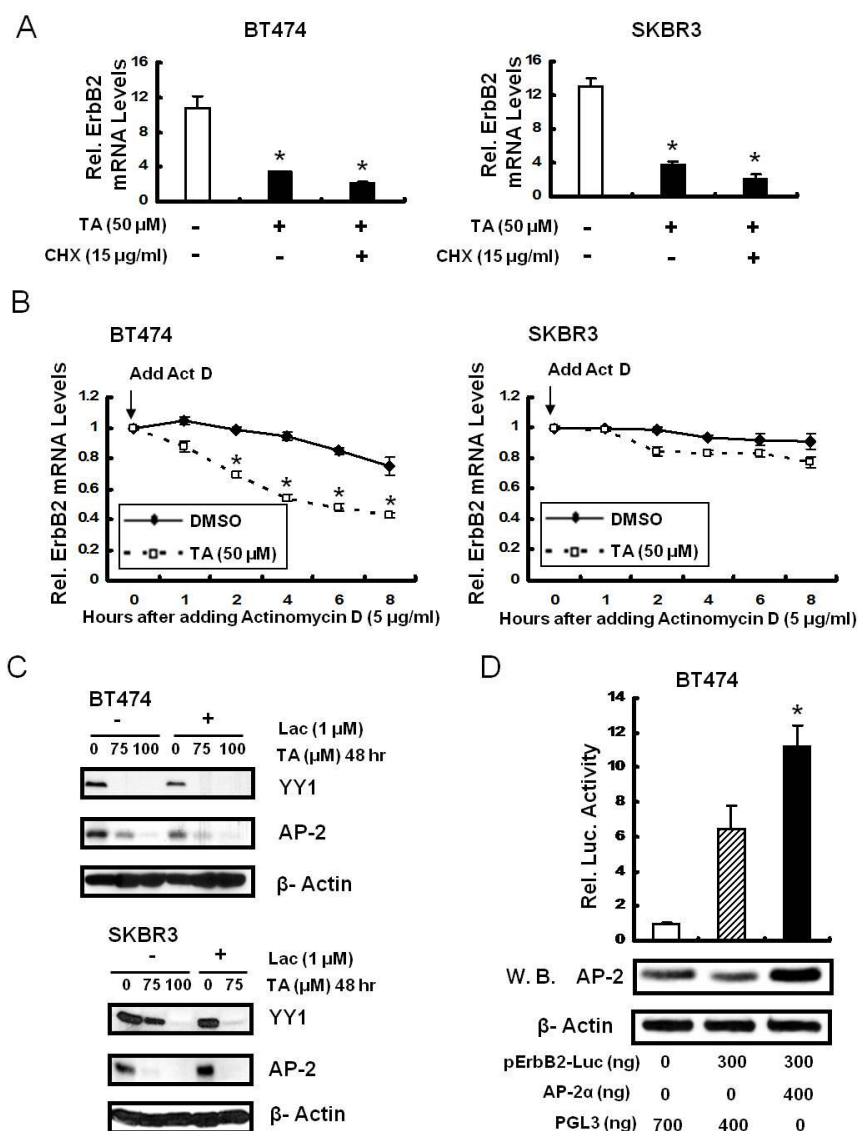 A
BT474
SKBR3
Rel. ErbB2
mRNA Levels
16
12
8
4
0
*
*
TA (50 µM) - + +
CHX (15 µg/ml) - - +
Rel. ErbB2
mRNA Levels
16
12
8
4
0
*
*
TA (50 µM) - + +
CHX (15 µg/ml) - - +
B
BT474
Add Act D
Rel. ErbB2 mRNA Levels
1.2
1
0.8
0.6
0.4
0.2
0
* * * *
DMSO
TA (50 µM)
0 1 2 4 6 8
Hours after adding Actinomycin D (5 µg/ml)
SKBR3
Add Act D
Rel. ErbB2 mRNA Levels
1.2
1
0.8
0.6
0.4
0.2
0
DMSO
TA (50 µM)
0 1 2 4 6 8
Hours after adding Actinomycin D (5 µg/ml)
C
BT474
- + Lac (1 µM)
0 75 100 0 75 100 TA (µM) 48 hr
YY1
AP-2
β- Actin
SKBR3
- + Lac (1 µM)
0 75 100 0 75 TA (µM) 48 hr
YY1
AP-2
β- Actin
D
BT474
Rel. Luc. Activity
14
12
10
8
6
4
2
0
*
W. B. AP-2
β- Actin
pErbB2-Luc (ng) 0 300 300
AP-2α (ng) 0 0 400
PGL3 (ng) 700 400 0